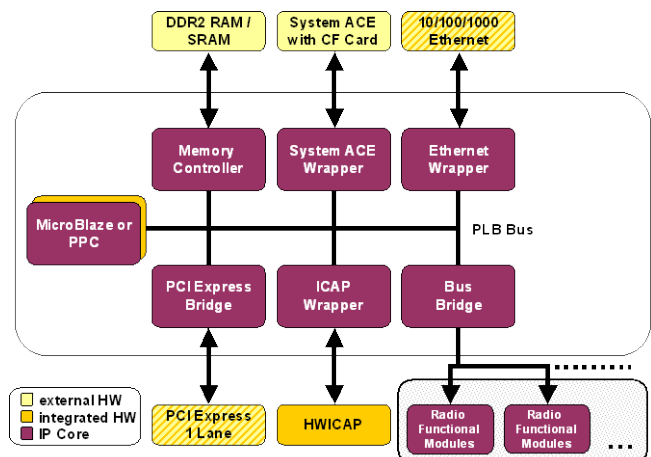 DDR2 RAM /
SRAM
System ACE
with CF Card
10/100/1000
Ethernet
Memory
Controller
System ACE
Wrapper
Ethernet
Wrapper
MicroBlaze or
PPC
PLB Bus
PCI Express
Bridge
ICAP
Wrapper
Bus
Bridge
external HW
integrated HW
IP Core
PCI Express
1 Lane
HWICAP
Radio
Functional
Modules
Radio
Functional
Modules
...